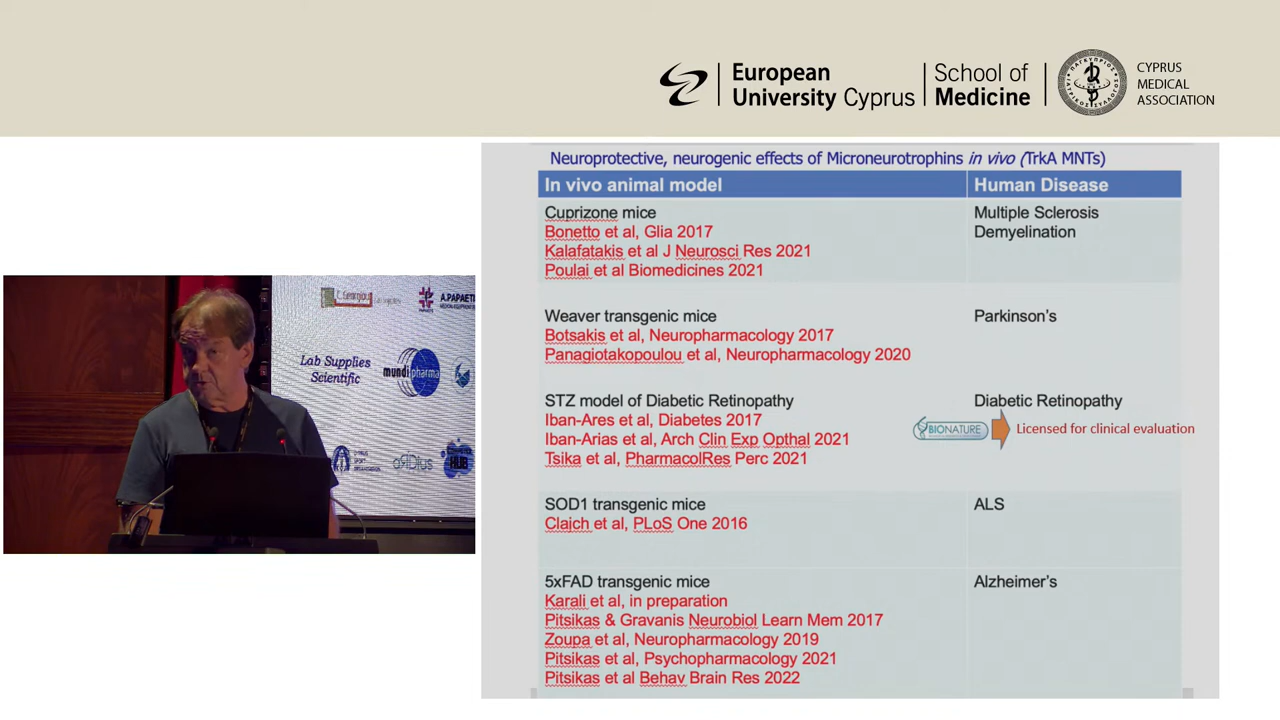 European
University Cyprus
School of
Medicine
ΠΑΓΚΥΠΡΙΟΣ
ΙΑΤΡΙΚΟΣ ΣΥΛΛΟΓΟΣ
CYPRUS
MEDICAL
ASSOCIATION
Neuroprotective, neurogenic effects of Microneurotrophins in vivo (TrkA MNTs)
In vivo animal model
Human Disease
Cuprizone mice
Multiple Sclerosis
Bonetto et al, Glia 2017
Demyelination
Kalafatakis et al J Neurosci Res 2021
Poulai et al Biomedicines 2021
Weaver transgenic mice
Parkinson's
Botsakis et al, Neuropharmacology 2017
Panagiotakopoulou et al, Neuropharmacology 2020
STZ model of Diabetic Retinopathy
Diabetic Retinopathy
Iban-Ares et al, Diabetes 2017
BIONATURE
Licensed for clinical evaluation
Iban-Arias et al, Arch Clin Exp Opthal 2021
Tsika et al, PharmacolRes Perc 2021
SOD1 transgenic mice
ALS
Clajch et al, PLoS One 2016
5xFAD transgenic mice
Alzheimer's
Karali et al, in preparation
Pitsikas & Gravanis Neurobiol Learn Mem 2017
Zoupa et al, Neuropharmacology 2019
Pitsikas et al, Psychopharmacology 2021
Pitsikas et al Behav Brain Res 2022
A.PAPAETI
Lab Supplies
Scientific
mundipharma
CYPRUS
SPORT
HUB